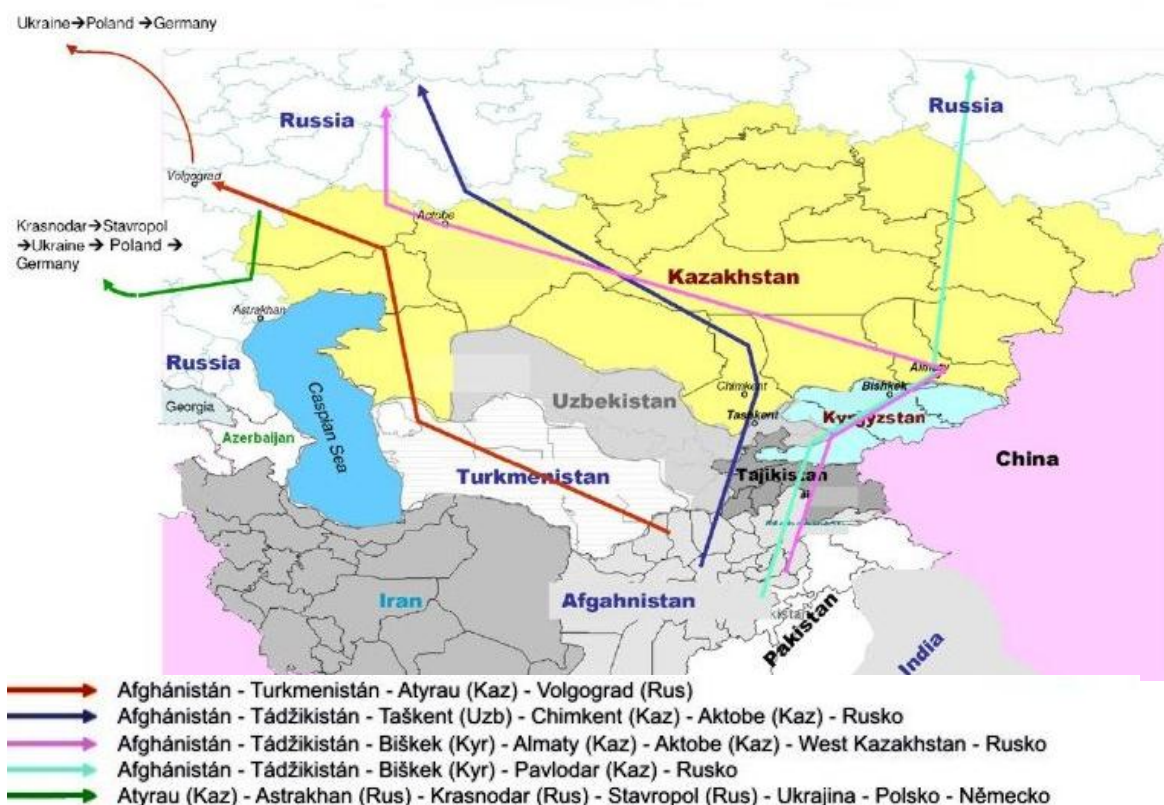 Ukraine→Poland→Germany
Russia
Russia
Volgograd
Krasnodar→Stavropol
→Ukraine→ Poland →
Germany
Actobe
Kazakhstan
Astrakhan
Russia
Almaty
Caspian Sea
Chimkent
Bishkek
Georgia
Uzbekistan
Tashkent
Kyrgyzstan
Azerbaijan
China
Turkmenistan
Tajikistan
Iran
Afgahnistan
Pakistan
India
Afghánistán - Turkmenistán - Atyrau (Kaz) - Volgograd (Rus)
Afghánistán - Tádžikistán - Taškent (Uzb) - Chimkent (Kaz) - Aktobe (Kaz) - Rusko
Afghánistán - Tádžikistán - Biškek (Kyr) - Almaty (Kaz) - Aktobe (Kaz) - West Kazakhstan - Rusko
Afghánistán - Tádžikistán - Biškek (Kyr) - Pavlodar (Kaz) - Rusko
Atyrau (Kaz) - Astrakhan (Rus) - Krasnodar (Rus) - Stavropol (Rus) - Ukrajina - Polsko - Německo